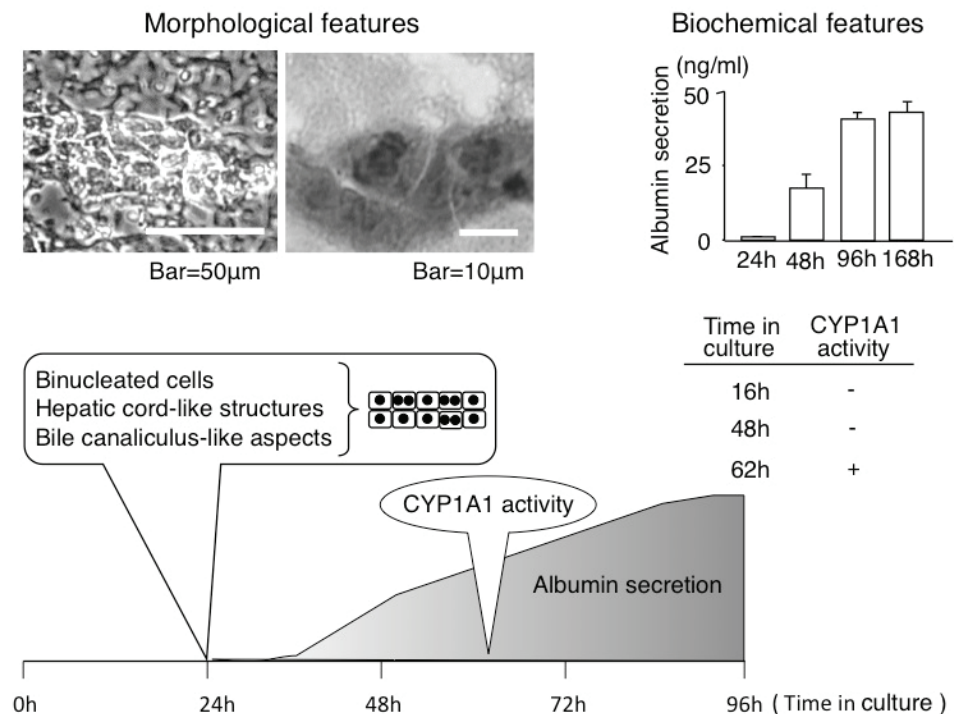 Morphological features
Biochemical features
Bar=50μm
Bar=10μm
(ng/ml)
Albumin secretion
50
25
0
24h 48h 96h 168h
Time in culture
CYP1A1 activity
16h -
48h -
62h +
Binucleated cells
Hepatic cord-like structures
Bile canaliculus-like aspects
CYP1A1 activity
Albumin secretion
0h 24h 48h 72h 96h ( Time in culture )